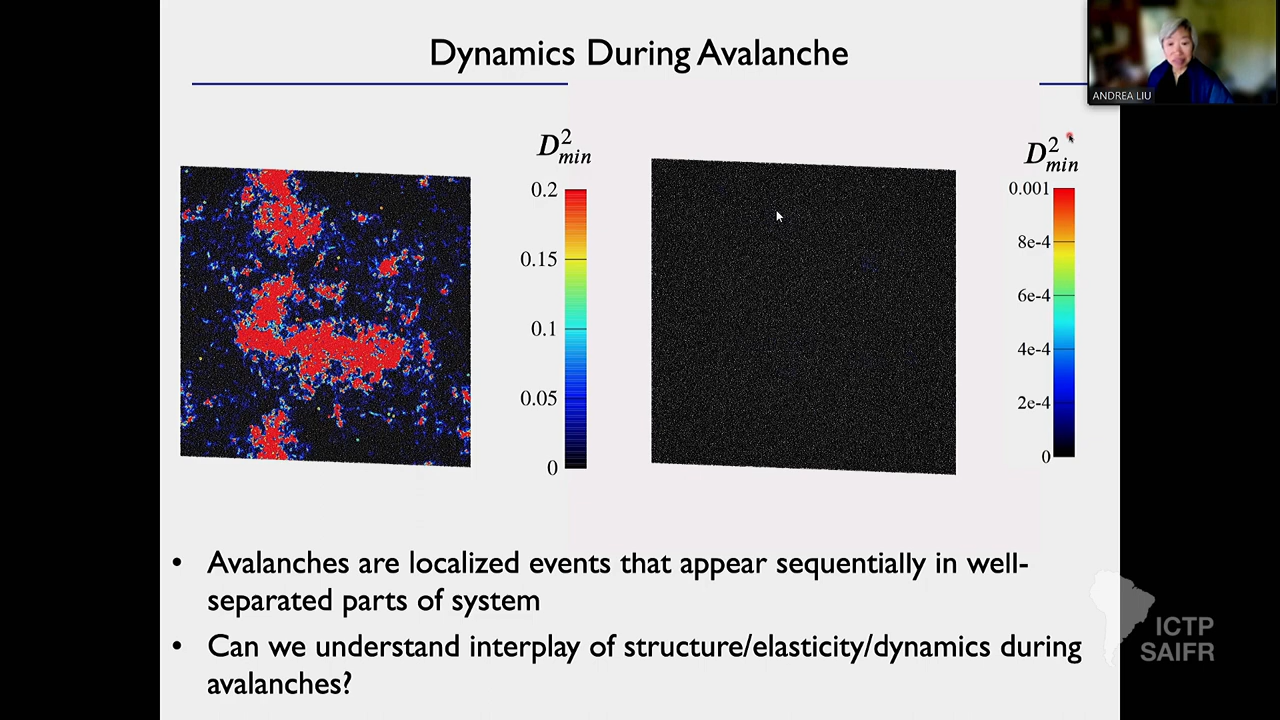 Dynamics During Avalanche
ANDREA LIU
D²min
0.2
0.15
0.1
0.05
0
D²min
0.001
8e-4
6e-4
4e-4
2e-4
0
• Avalanches are localized events that appear sequentially in well-
separated parts of system
• Can we understand interplay of structure/elasticity/dynamics during
avalanches?
ICTP
SAIFR